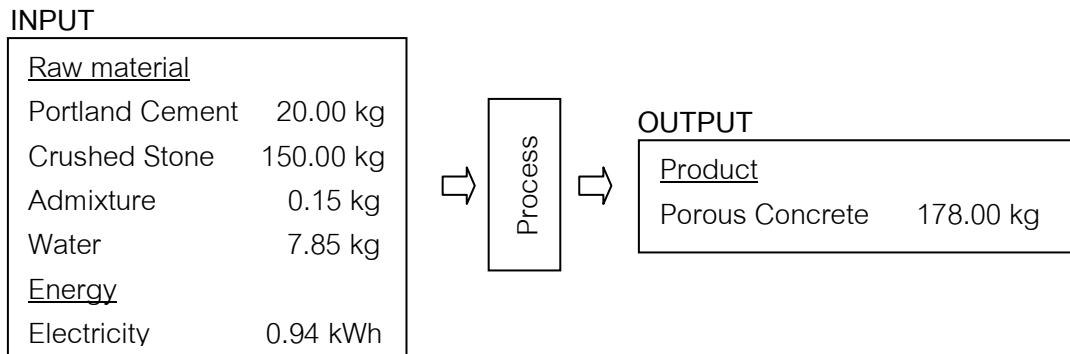 INPUT
Raw material
Portland Cement 20.00 kg
Crushed Stone 150.00 kg
Admixture 0.15 kg
Water 7.85 kg
Energy
Electricity 0.94 kWh
Process
OUTPUT
Product
Porous Concrete 178.00 kg